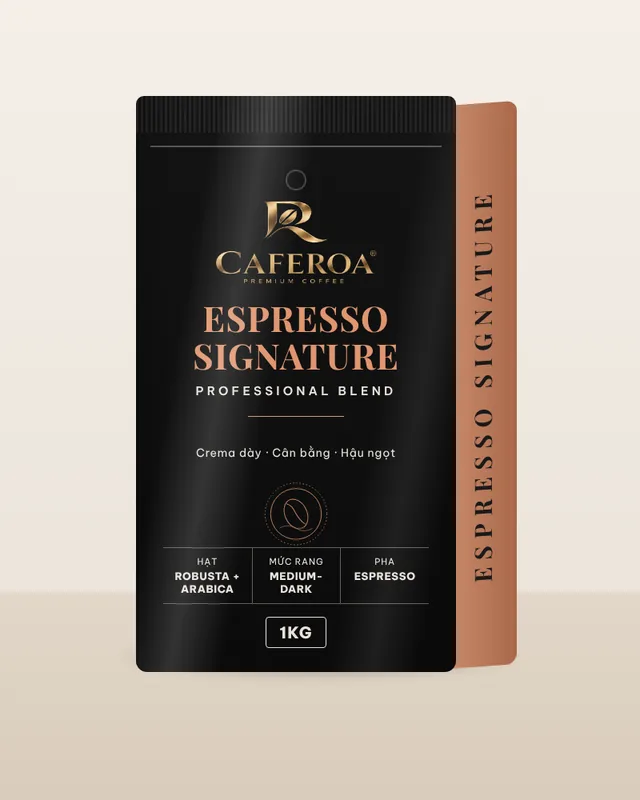 R
CAFEROA®
PREMIUM COFFEE
ESPRESSO
SIGNATURE
PROFESSIONAL BLEND
Crema dày · Cân bằng · Hậu ngọt
HẠT
ROBUSTA +
ARABICA
MỨC RANG
MEDIUM-
DARK
PHA
ESPRESSO
1KG
ESPRESSO SIGNATURE